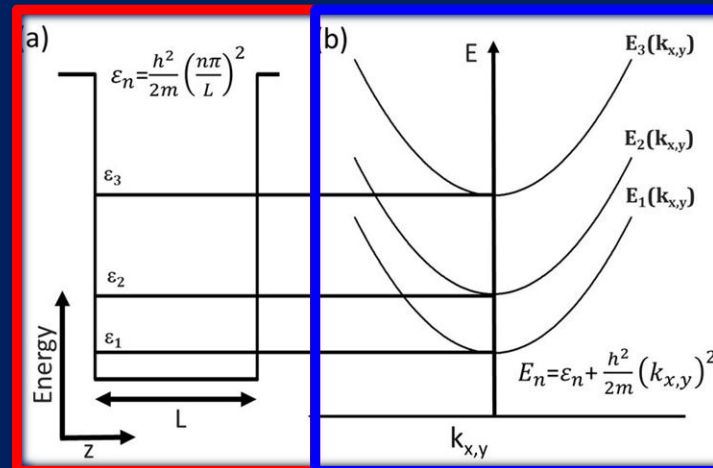 (a)
εₙ=h²/2m (nπ/L)²
ε₃
ε₂
ε₁
Energy
z
L
(b)
E
E₃(kₓ,ᵧ)
E₂(kₓ,ᵧ)
E₁(kₓ,ᵧ)
Eₙ=εₙ+h²/2m (kₓ,ᵧ)²
kₓ,ᵧ